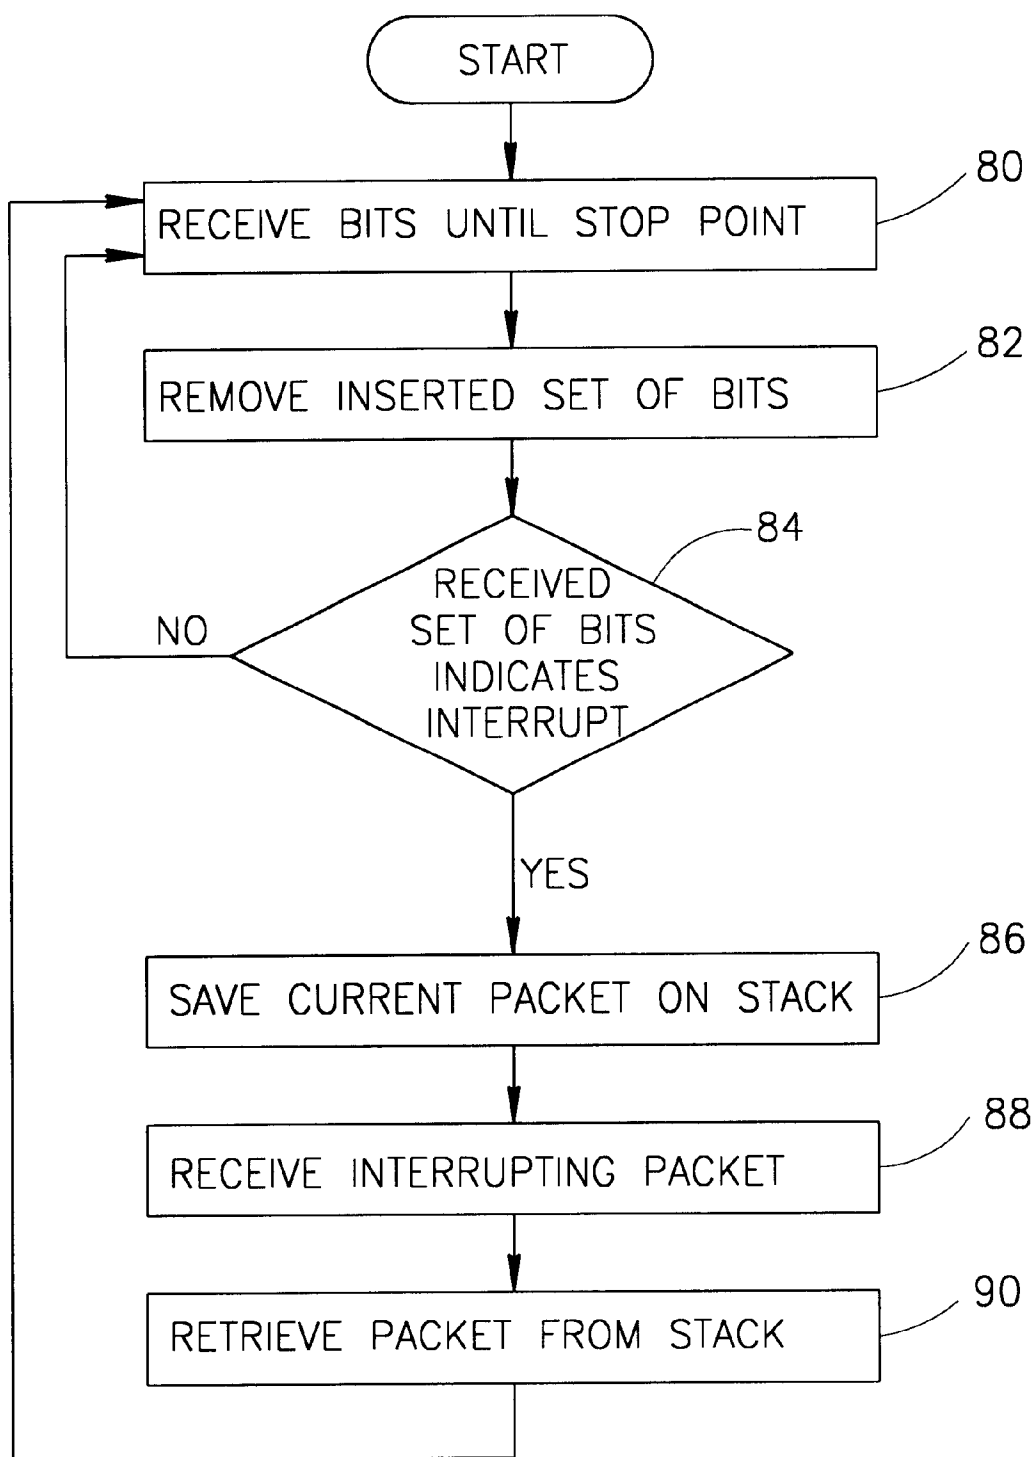 START
80
RECEIVE BITS UNTIL STOP POINT
82
REMOVE INSERTED SET OF BITS
84
RECEIVED
SET OF BITS
INDICATES
INTERRUPT
NO
YES
86
SAVE CURRENT PACKET ON STACK
88
RECEIVE INTERRUPTING PACKET
90
RETRIEVE PACKET FROM STACK